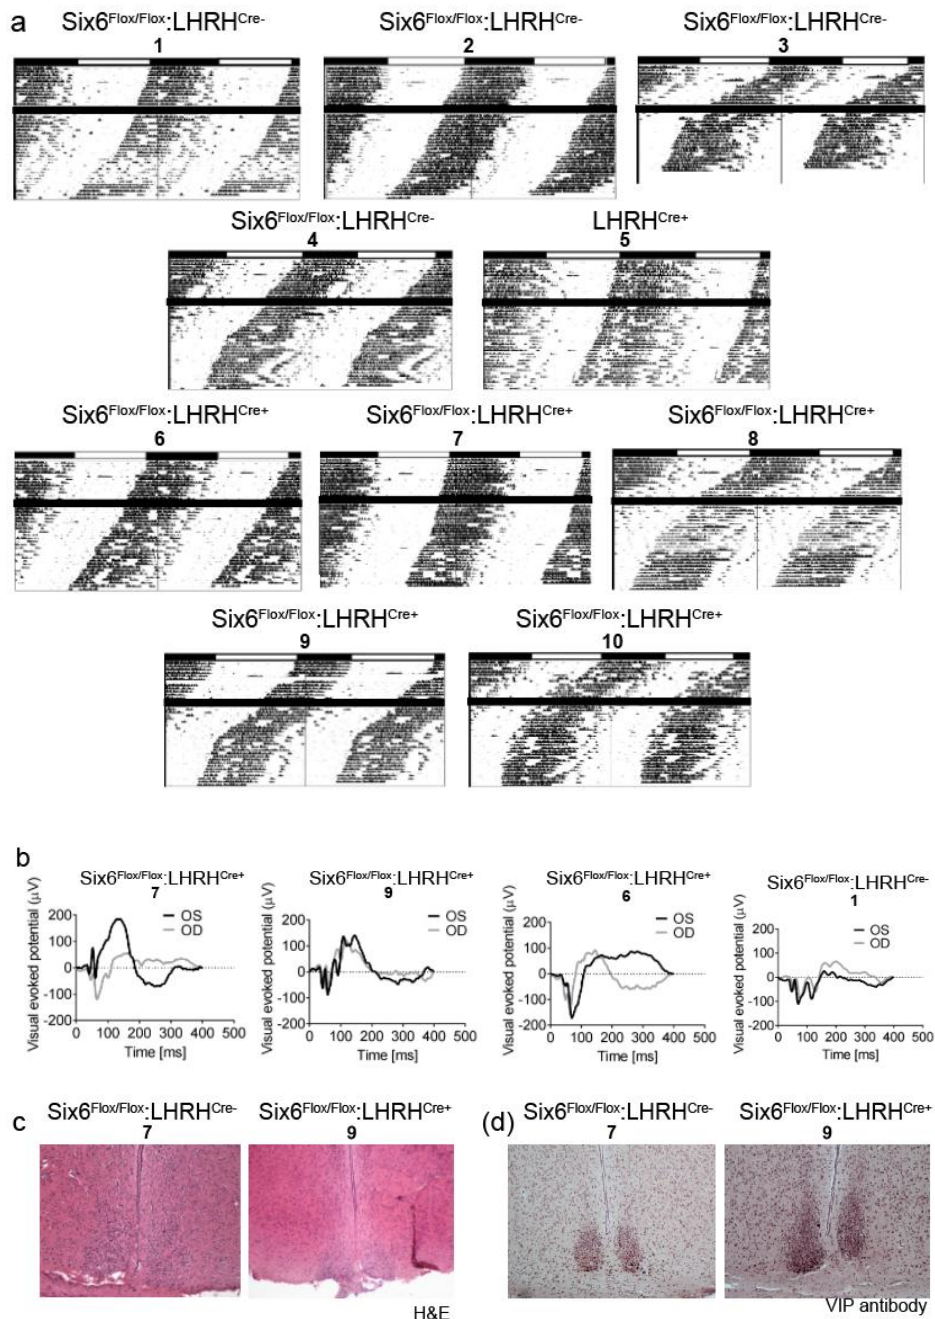 a
Six6Flox/Flox:LHRHCre- Six6Flox/Flox:LHRHCre- Six6Flox/Flox:LHRHCre-
1 2 3
Six6Flox/Flox:LHRHCre- LHRHCre+
4 5
Six6Flox/Flox:LHRHCre+ Six6Flox/Flox:LHRHCre+ Six6Flox/Flox:LHRHCre+
6 7 8
Six6Flox/Flox:LHRHCre+ Six6Flox/Flox:LHRHCre+
9 10
b
Six6Flox/Flox:LHRHCre+
7
Visual evoked potential (μV)
200
100
0
-100
-200
OS
OD
0 100 200 300 400 500
Time [ms]
Six6Flox/Flox:LHRHCre+
9
Visual evoked potential (μV)
200
100
0
-100
-200
OS
OD
0 100 200 300 400 500
Time [ms]
Six6Flox/Flox:LHRHCre+
6
Visual evoked potential (μV)
200
100
0
-100
-200
OS
OD
0 100 200 300 400 500
Time [ms]
Six6Flox/Flox:LHRHCre-
1
Visual evoked potential (μV)
200
100
0
-100
-200
OS
OD
0 100 200 300 400 500
Time [ms]
c
Six6Flox/Flox:LHRHCre- Six6Flox/Flox:LHRHCre+
7 9
H&E
(d)
Six6Flox/Flox:LHRHCre- Six6Flox/Flox:LHRHCre+
7 9
VIP antibody